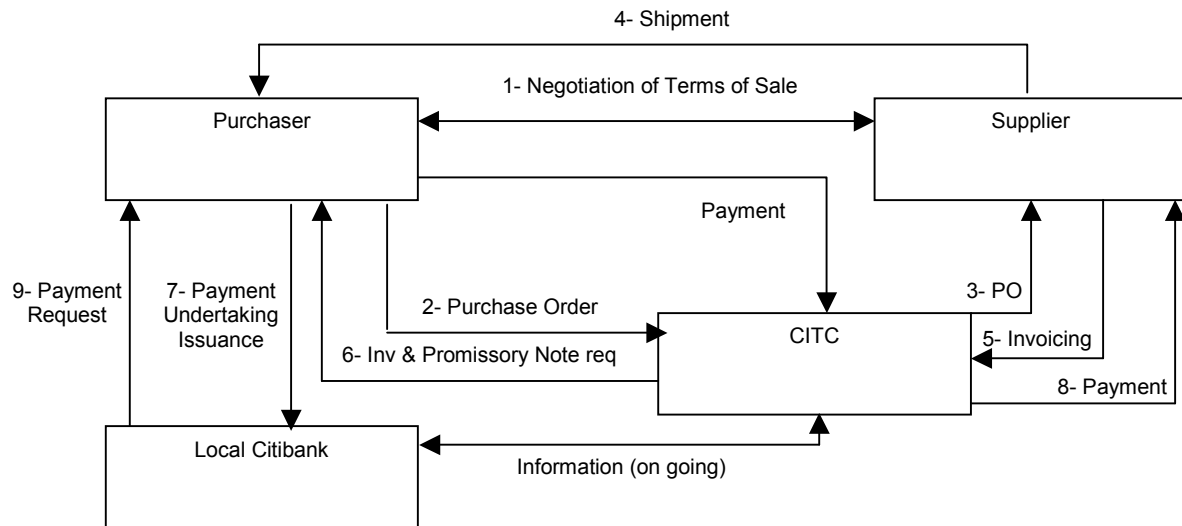 4- Shipment
1- Negotiation of Terms of Sale
Purchaser
Supplier
Payment
9- Payment
Request
7- Payment
Undertaking
Issuance
2- Purchase Order
3- PO
CITC
6- Inv & Promissory Note req
5- Invoicing
8- Payment
Local Citibank
Information (on going)